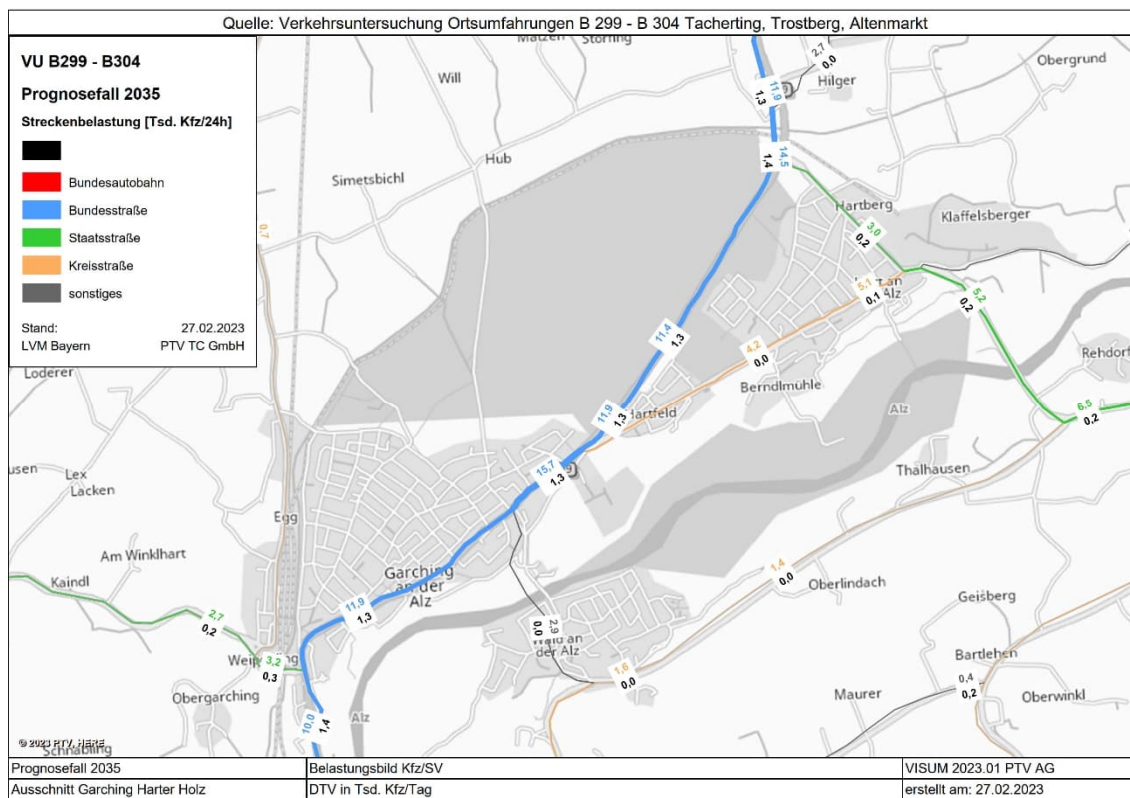 Quelle: Verkehrsuntersuchung Ortsumfahrungen B 299 - B 304 Tacherting, Trostberg, Altenmarkt
VU B299 - B304
Prognosefall 2035
Streckenbelastung [Tsd. Kfz/24h]
Bundesautobahn
Bundesstraße
Staatsstraße
Kreisstraße
sonstiges
Stand: 27.02.2023
LVM Bayern PTV TC GmbH
Störfing
2,7
0,0
Obergrund
Will
11,9
1,3
Hilger
Hub
14,5
1,4
Simetsbichl
Hartberg
Klaffelsberger
3,0
0,2
0,7
5,1
0,1
Alz
5,2
0,2
11,4
1,3
4,2
0,0
Rehdorf
Loderer
Berndlmühle
11,9
1,3
Hartfeld
Alz
6,5
0,2
15,7
1,3
Thalhausen
Lex
Lacken
Egg
Am Winklhart
Kaindl
Garching
an der
Alz
1,4
0,0
Oberlindach
11,9
1,3
Geisberg
2,7
0,2
2,9
0,0
Wald an
der Alz
Bartlehen
3,2
0,3
1,6
0,0
0,4
0,2
Obergarching
Maurer
Oberwinkl
10,0
1,4
Alz
Schnabling
© 2023 PTV, HERE
Prognosefall 2035 Belastungsbild Kfz/SV VISUM 2023.01 PTV AG
Ausschnitt Garching Harter Holz DTV in Tsd. Kfz/Tag erstellt am: 27.02.2023